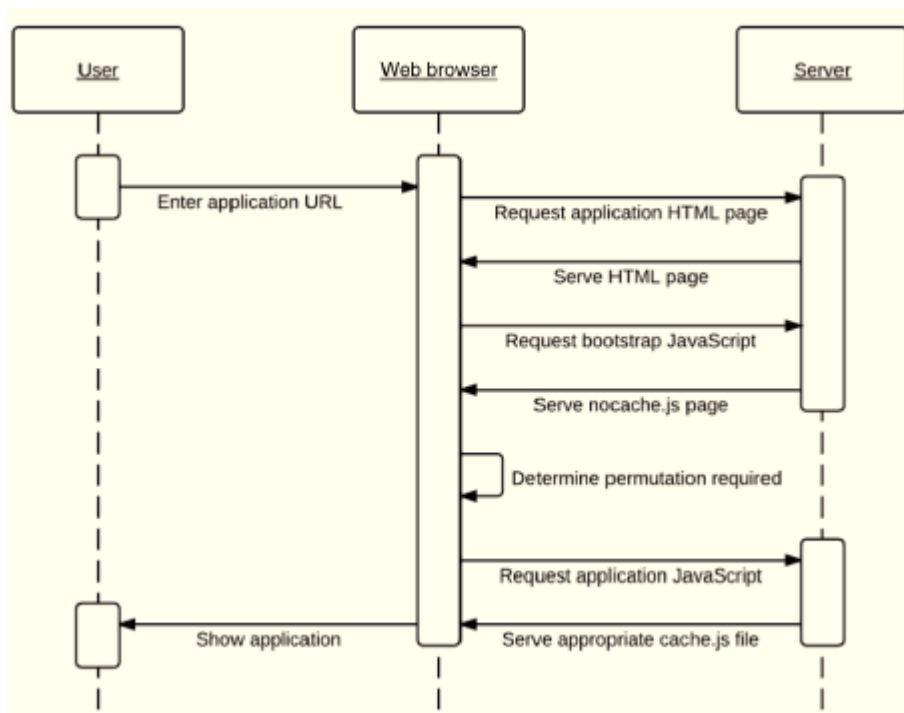 User
Web browser
Server
Enter application URL
Request application HTML page
Serve HTML page
Request bootstrap JavaScript
Serve nocache.js page
Determine permutation required
Request application JavaScript
Show application
Serve appropriate cache.js file